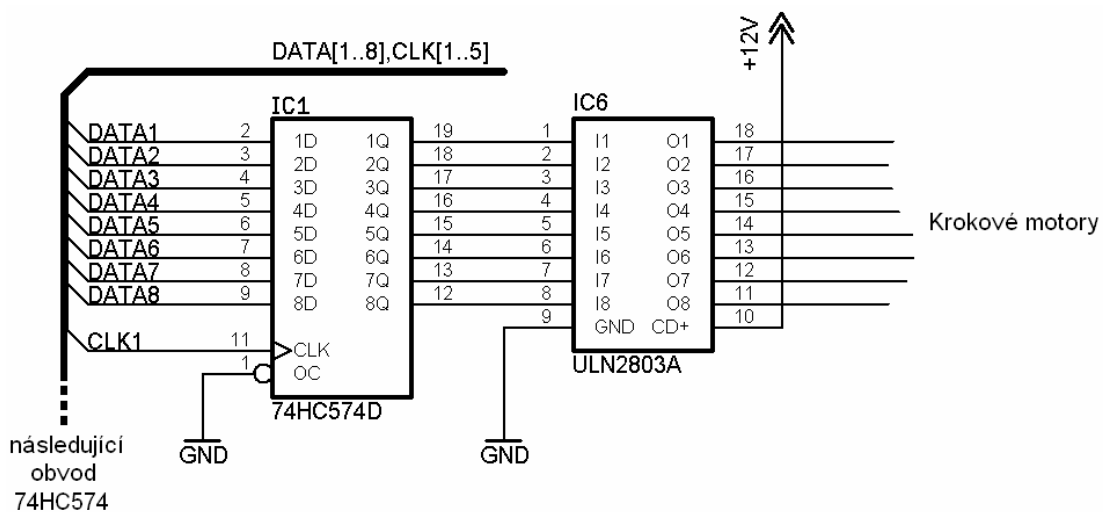 DATA[1..8],CLK[1..5]
+12V
IC1
IC6
DATA1 2 1D 1Q 19 1 I1 O1 18
DATA2 3 2D 2Q 18 2 I2 O2 17
DATA3 4 3D 3Q 17 3 I3 O3 16
DATA4 5 4D 4Q 16 4 I4 O4 15
DATA5 6 5D 5Q 15 5 I5 O5 14
Krokové motory
DATA6 7 6D 6Q 14 6 I6 O6 13
DATA7 8 7D 7Q 13 7 I7 O7 12
DATA8 9 8D 8Q 12 8 I8 O8 11
9 GND CD+ 10
CLK1 11 CLK
1 OC
ULN2803A
74HC574D
GND
GND
následující
obvod
74HC574